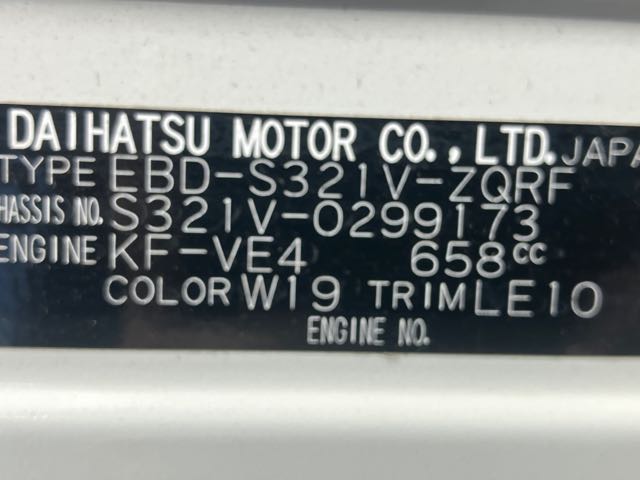 DAIHATSU MOTOR CO., LTD. JAPA
TYPE EBD-S321V-ZQRF
HASSIS NO. S321V-0299173
ENGINE KF-VE4 658cc
COLOR W19 TRIM LE10
ENGINE NO.